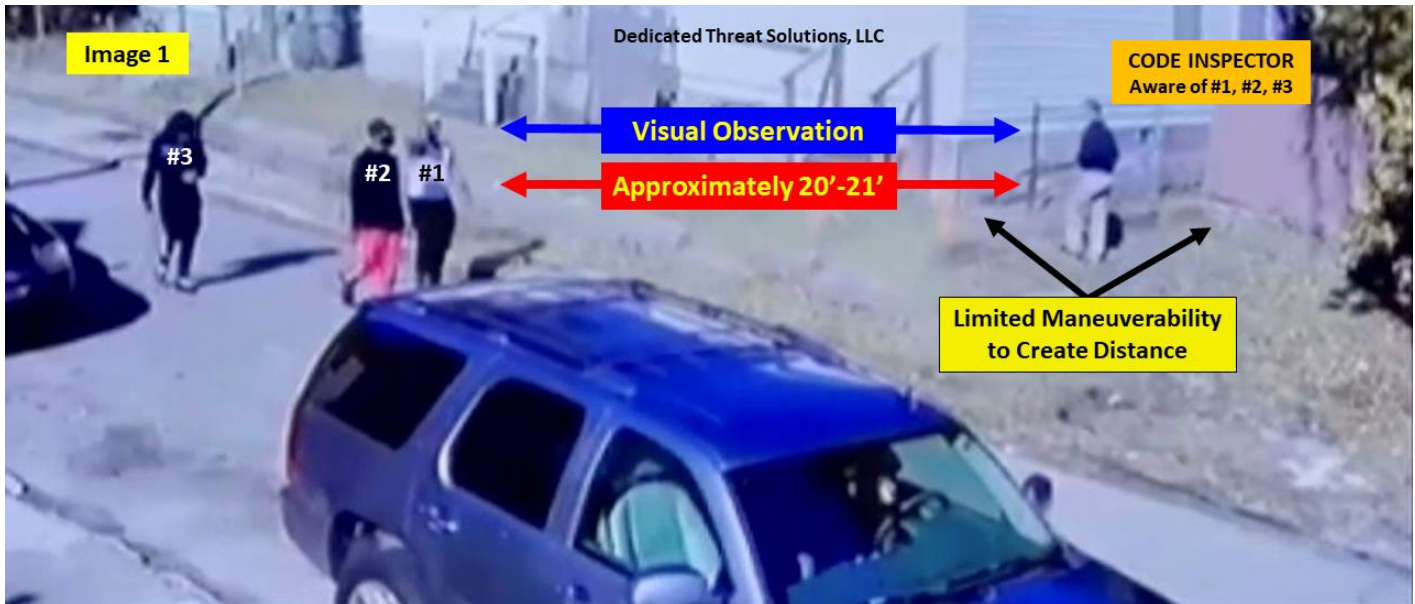 Image 1
Dedicated Threat Solutions, LLC
CODE INSPECTOR
Aware of #1, #2, #3
Visual Observation
#3
#2
#1
Approximately 20'-21'
Limited Maneuverability
to Create Distance